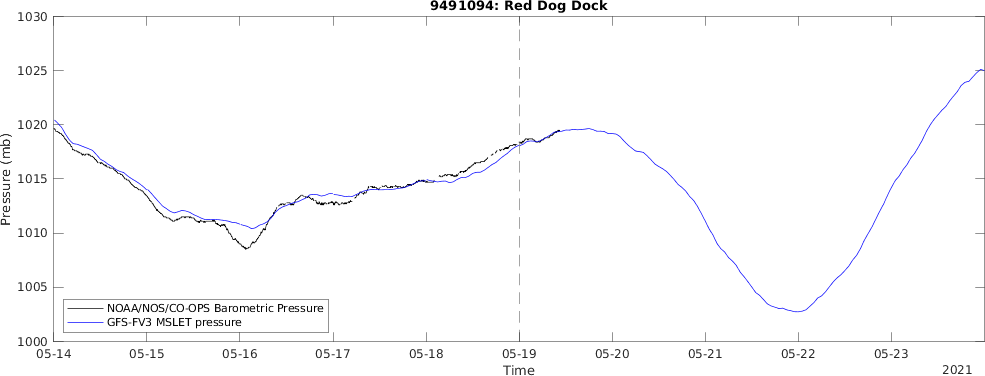 9491094: Red Dog Dock
Pressure (mb)
1030
1025
1020
1015
1010
1005
1000
NOAA/NOS/CO-OPS Barometric Pressure
GFS-FV3 MSLET pressure
05-14 05-15 05-16 05-17 05-18 05-19 05-20 05-21 05-22 05-23
Time
2021